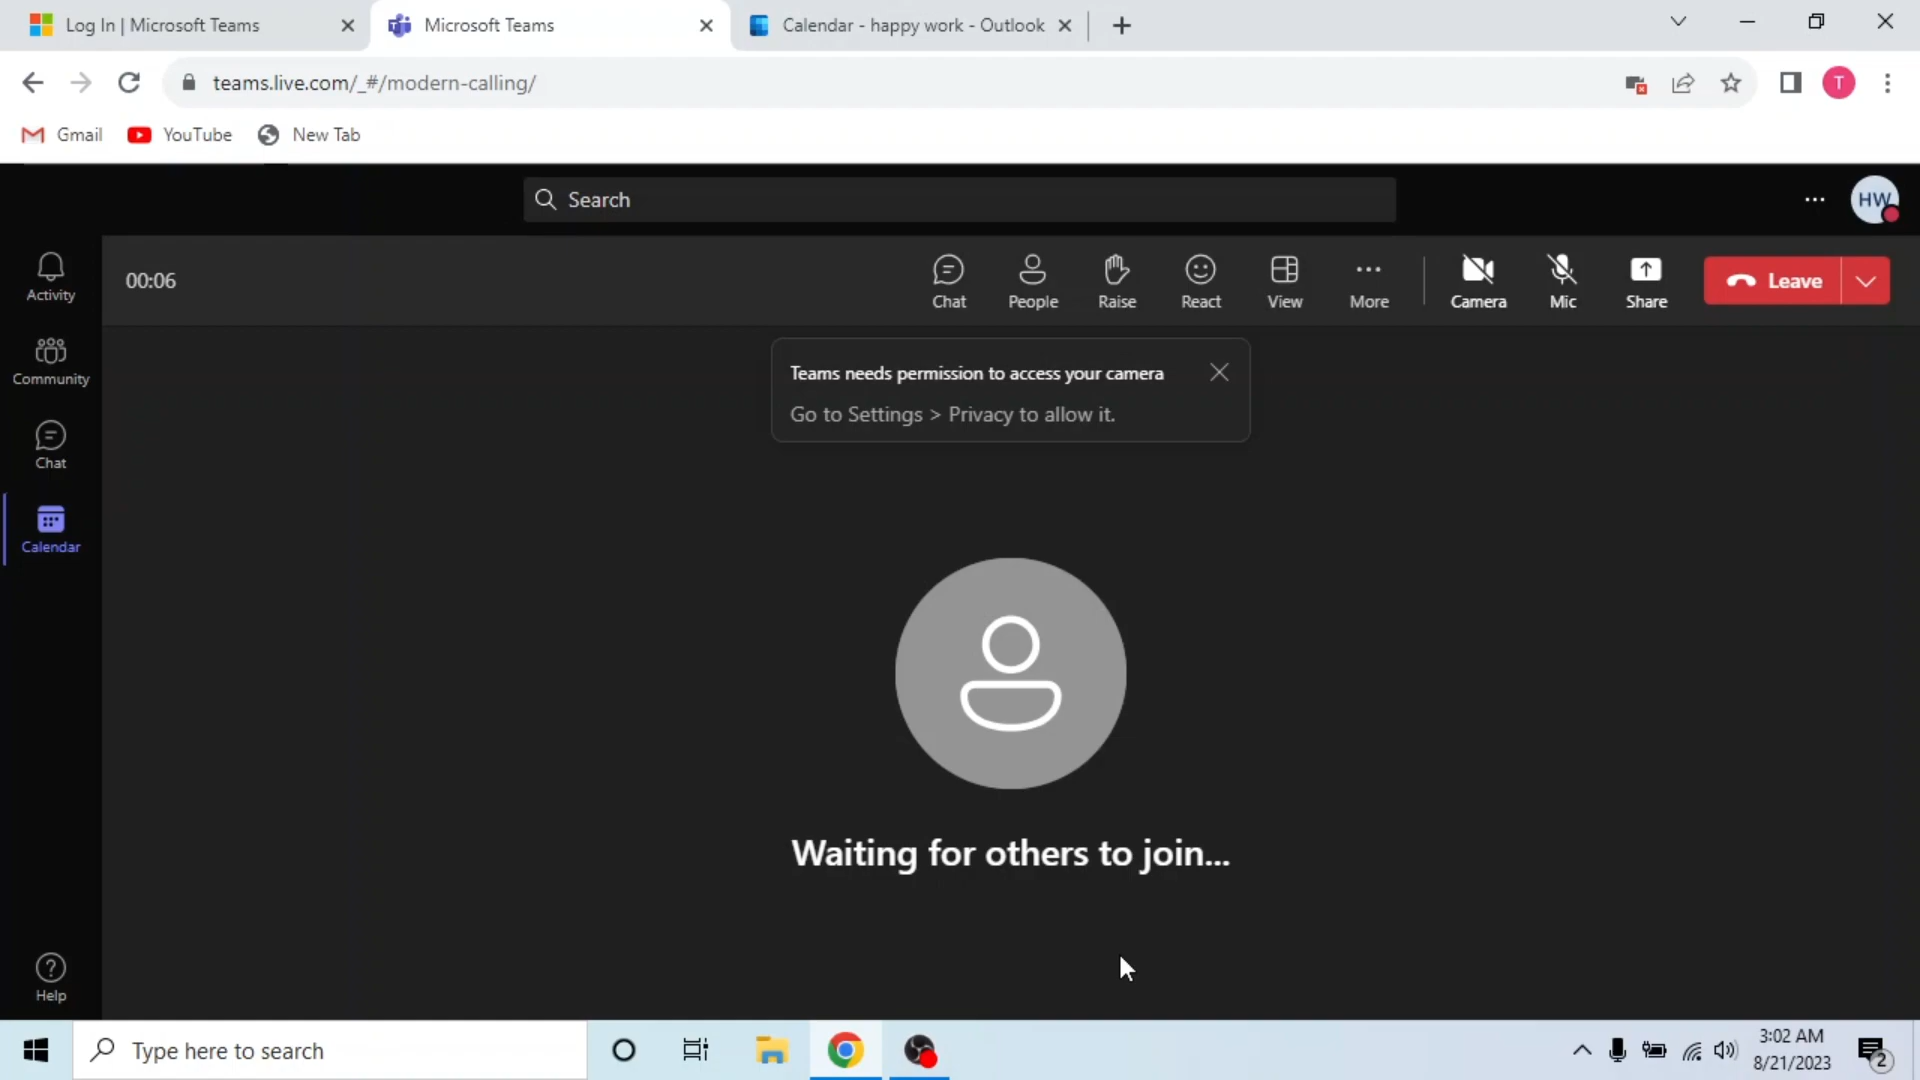 Log In | Microsoft Teams
Microsoft Teams
Calendar - happy work - Outlook
teams.live.com/_#/modern-calling/
T
Gmail
YouTube
New Tab
Search
HW
Activity
Community
Chat
Calendar
Help
00:06
Chat
People
Raise
React
View
More
Camera
Mic
Share
Leave
Teams needs permission to access your camera
Go to Settings > Privacy to allow it.
Waiting for others to join...
Type here to search
3:02 AM
8/21/2023
2